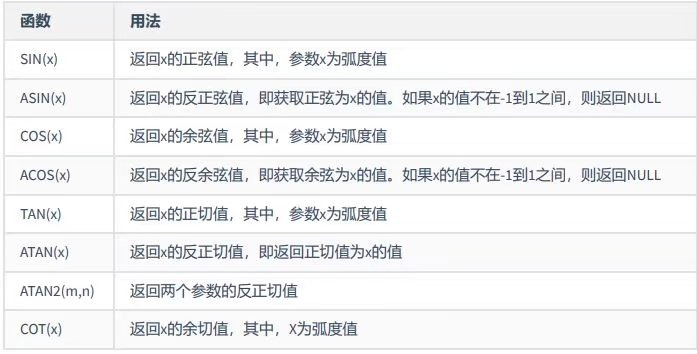 函数 用法
SIN(x) 返回x的正弦值，其中，参数x为弧度值
ASIN(x) 返回x的反正弦值，即获取正弦为x的值。如果x的值不在-1到1之间，则返回NULL
COS(x) 返回x的余弦值，其中，参数x为弧度值
ACOS(x) 返回x的反余弦值，即获取余弦为x的值。如果x的值不在-1到1之间，则返回NULL
TAN(x) 返回x的正切值，其中，参数x为弧度值
ATAN(x) 返回x的反正切值，即返回正切值为x的值
ATAN2(m,n) 返回两个参数的反正切值
COT(x) 返回x的余切值，其中，X为弧度值